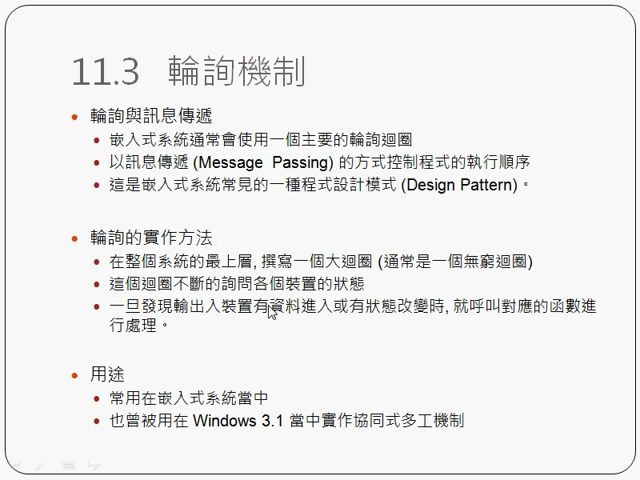 11.3 輪詢機制
輪詢與訊息傳遞
嵌入式系統通常會使用一個主要的輪詢迴圈
以訊息傳遞 (Message Passing) 的方式控制程式的執行順序
這是嵌入式系統常見的一種程式設計模式 (Design Pattern)。
輪詢的實作方法
在整個系統的最上層, 撰寫一個大迴圈 (通常是一個無窮迴圈)
這個迴圈不斷的詢問各個裝置的狀態
一旦發現輸出入裝置有資料進入或有狀態改變時, 就呼叫對應的函數進
行處理。
用途
常用在嵌入式系統當中
也曾被用在 Windows 3.1 當中實作協同式多工機制